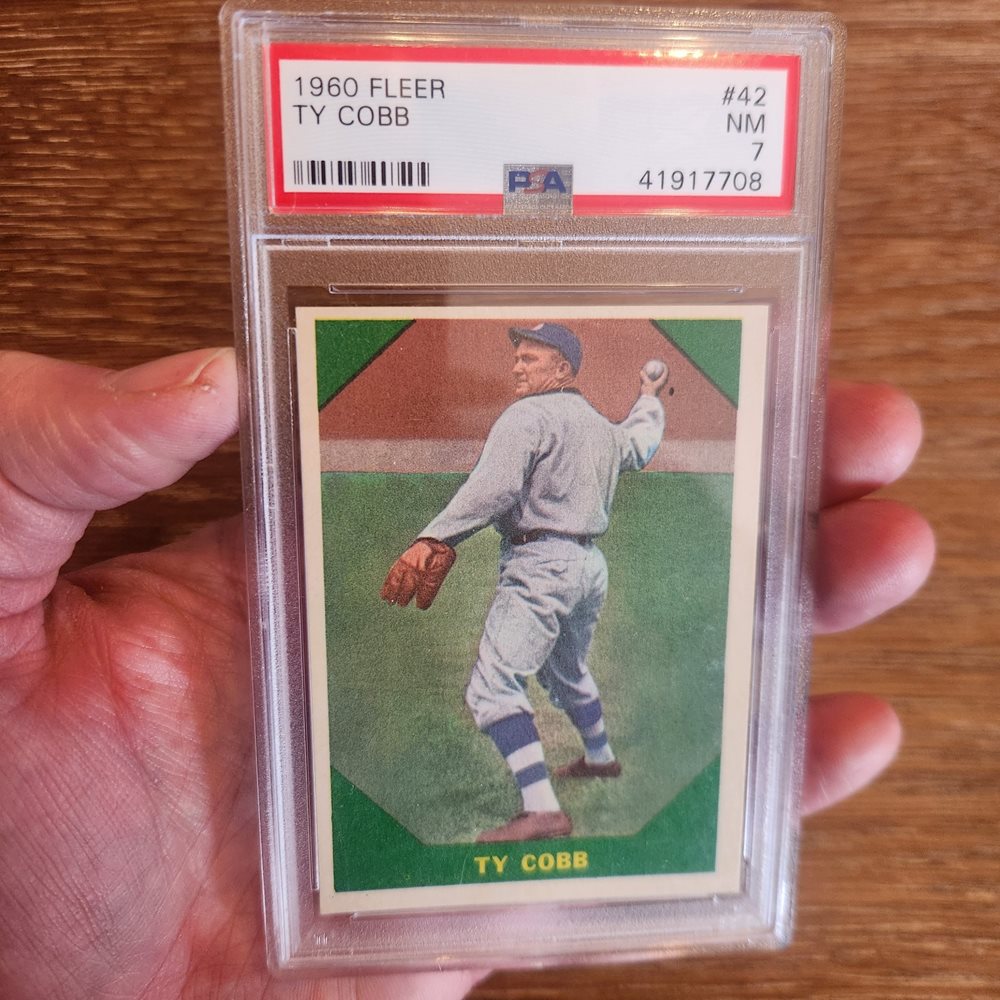 1960 FLEER
TY COBB
#42
NM
7
PSA
41917708
TY COBB